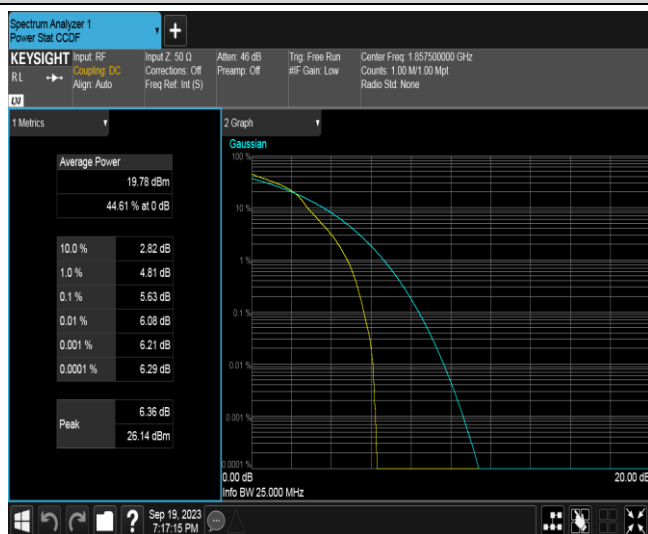 Spectrum Analyzer 1
Power Stat CCDF
KEYSIGHT
RL
LXI
Input: RF
Coupling: DC
Align: Auto
Input Z: 50 Ω
Corrections: Off
Freq Ref: Int (S)
Atten: 46 dB
Preamp: Off
Trig: Free Run
#IF Gain: Low
Center Freq: 1.857500000 GHz
Counts: 1.00 M/1.00 Mpt
Radio Std: None
1 Metrics
Average Power
19.78 dBm
44.61 % at 0 dB
10.0 % 2.82 dB
1.0 % 4.81 dB
0.1 % 5.63 dB
0.01 % 6.08 dB
0.001 % 6.21 dB
0.0001 % 6.29 dB
Peak
6.36 dB
26.14 dBm
2 Graph
Gaussian
100 %
10 %
1 %
0.1 %
0.01 %
0.001 %
0.0001 %
0.00 dB 20.00 dB
Info BW 25.000 MHz
Sep 19, 2023
7:17:15 PM